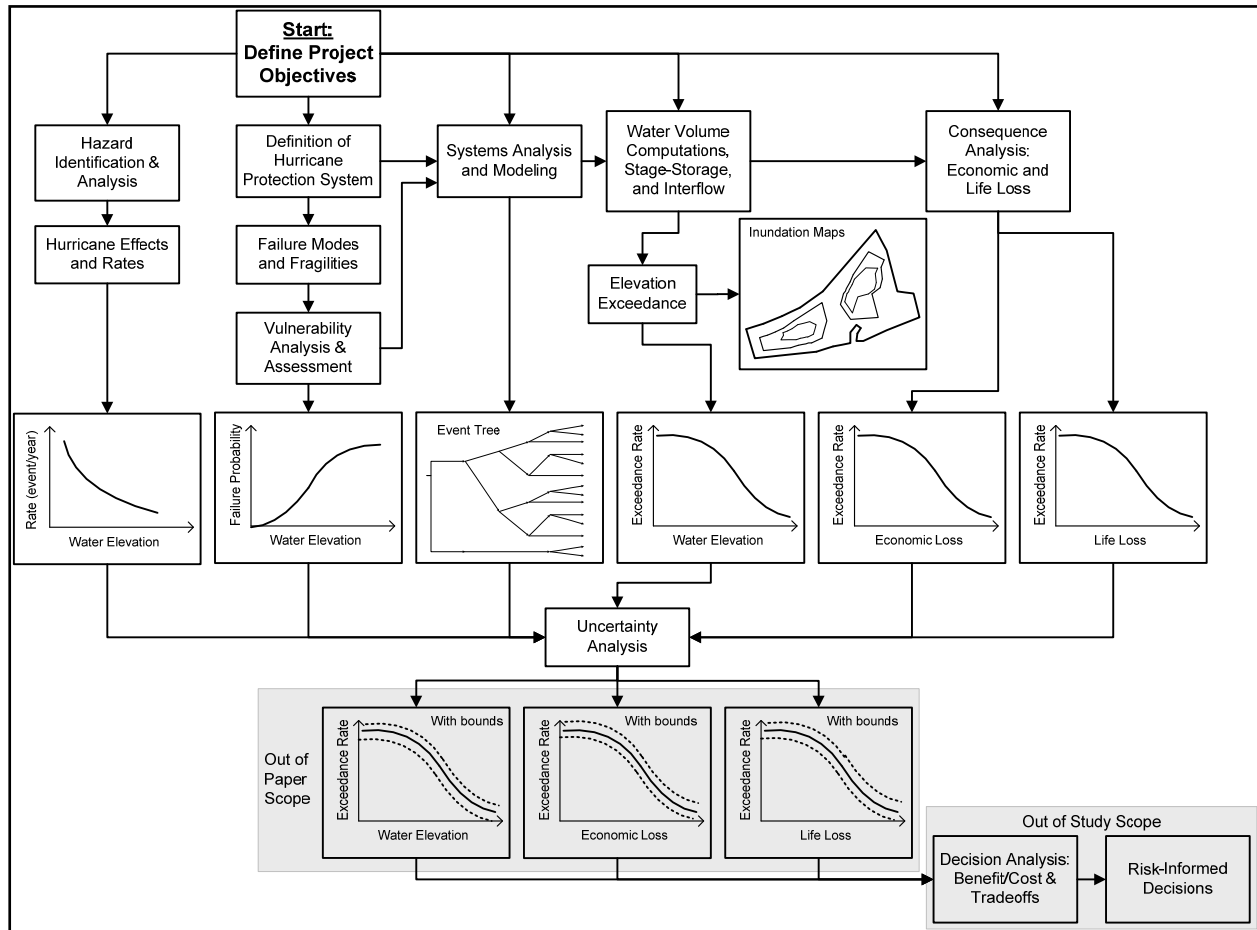 Start:
Define Project
Objectives
Hazard
Identification &
Analysis
Definition of
Hurricane
Protection System
Systems Analysis
and Modeling
Water Volume
Computations,
Stage-Storage,
and Interflow
Consequence
Analysis:
Economic and
Life Loss
Hurricane Effects
and Rates
Failure Modes
and Fragilities
Vulnerability
Analysis &
Assessment
Elevation
Exceedance
Inundation Maps
Rate (event/year)
Water Elevation
Failure Probability
Water Elevation
Event Tree
Exceedance Rate
Water Elevation
Exceedance Rate
Economic Loss
Exceedance Rate
Life Loss
Uncertainty
Analysis
Out of
Paper
Scope
With bounds
Exceedance Rate
Water Elevation
With bounds
Exceedance Rate
Economic Loss
With bounds
Exceedance Rate
Life Loss
Out of Study Scope
Decision Analysis:
Benefit/Cost &
Tradeoffs
Risk-Informed
Decisions